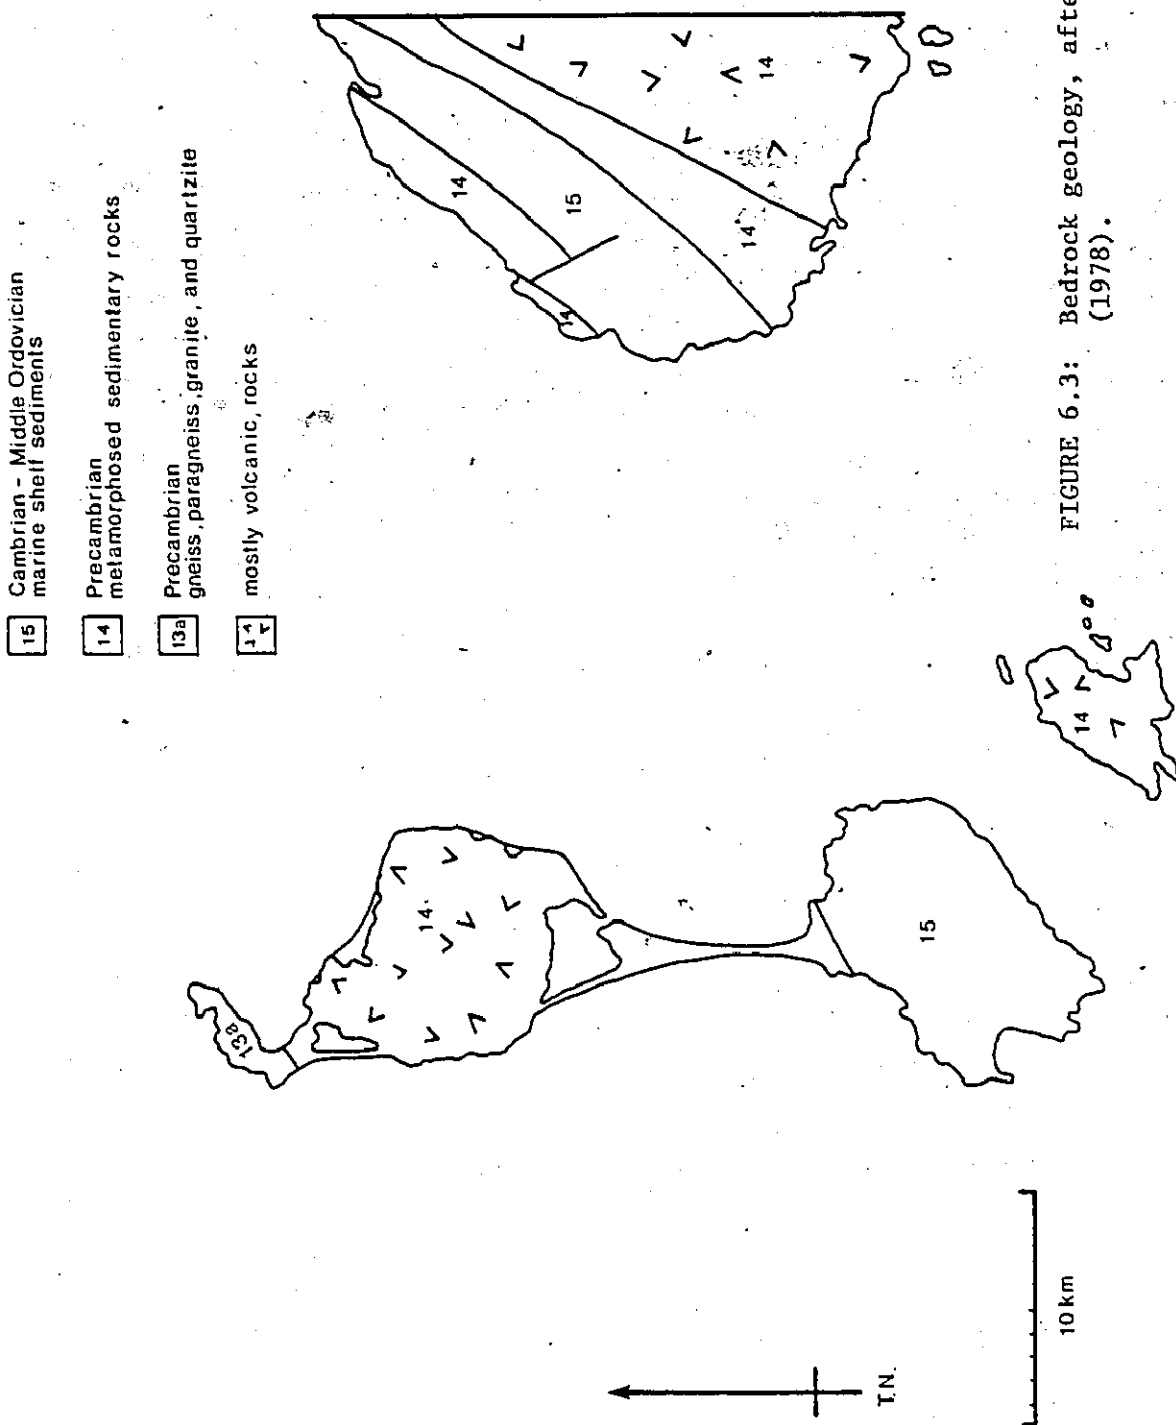 15 Cambrian - Middle Ordovician
marine shelf sediments
14 Precambrian
metamorphosed sedimentary rocks
13a Precambrian
gneiss, paragneiss, granite, and quartzite
mostly volcanic, rocks
13a
14
15
14
14
15
14
14
14
T.N.
10 km
FIGURE 6.3: Bedrock geology, afte
(1978).